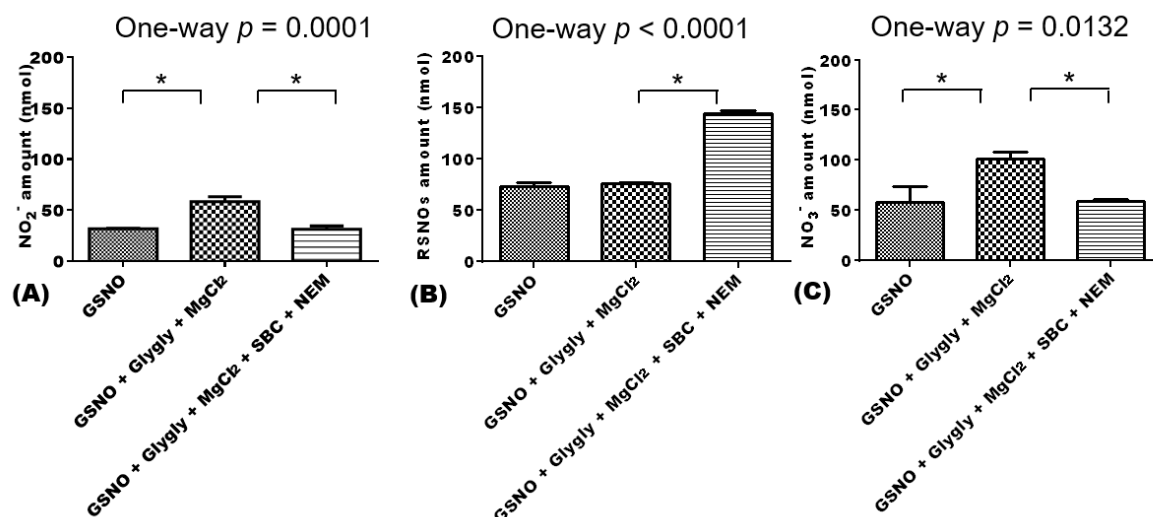 One-way p = 0.0001
NO₂⁻ amount (nmol)
200
150
100
50
0
*
*
(A)
GSNO
GSNO + Glygly + MgCl₂
GSNO + Glygly + MgCl₂ + SBC + NEM
One-way p < 0.0001
RSNOs amount (nmol)
200
150
100
50
0
*
(B)
GSNO
GSNO + Glygly + MgCl₂
GSNO + Glygly + MgCl₂ + SBC + NEM
One-way p = 0.0132
NO₃⁻ amount (nmol)
200
150
100
50
0
*
*
(C)
GSNO
GSNO + Glygly + MgCl₂
GSNO + Glygly + MgCl₂ + SBC + NEM